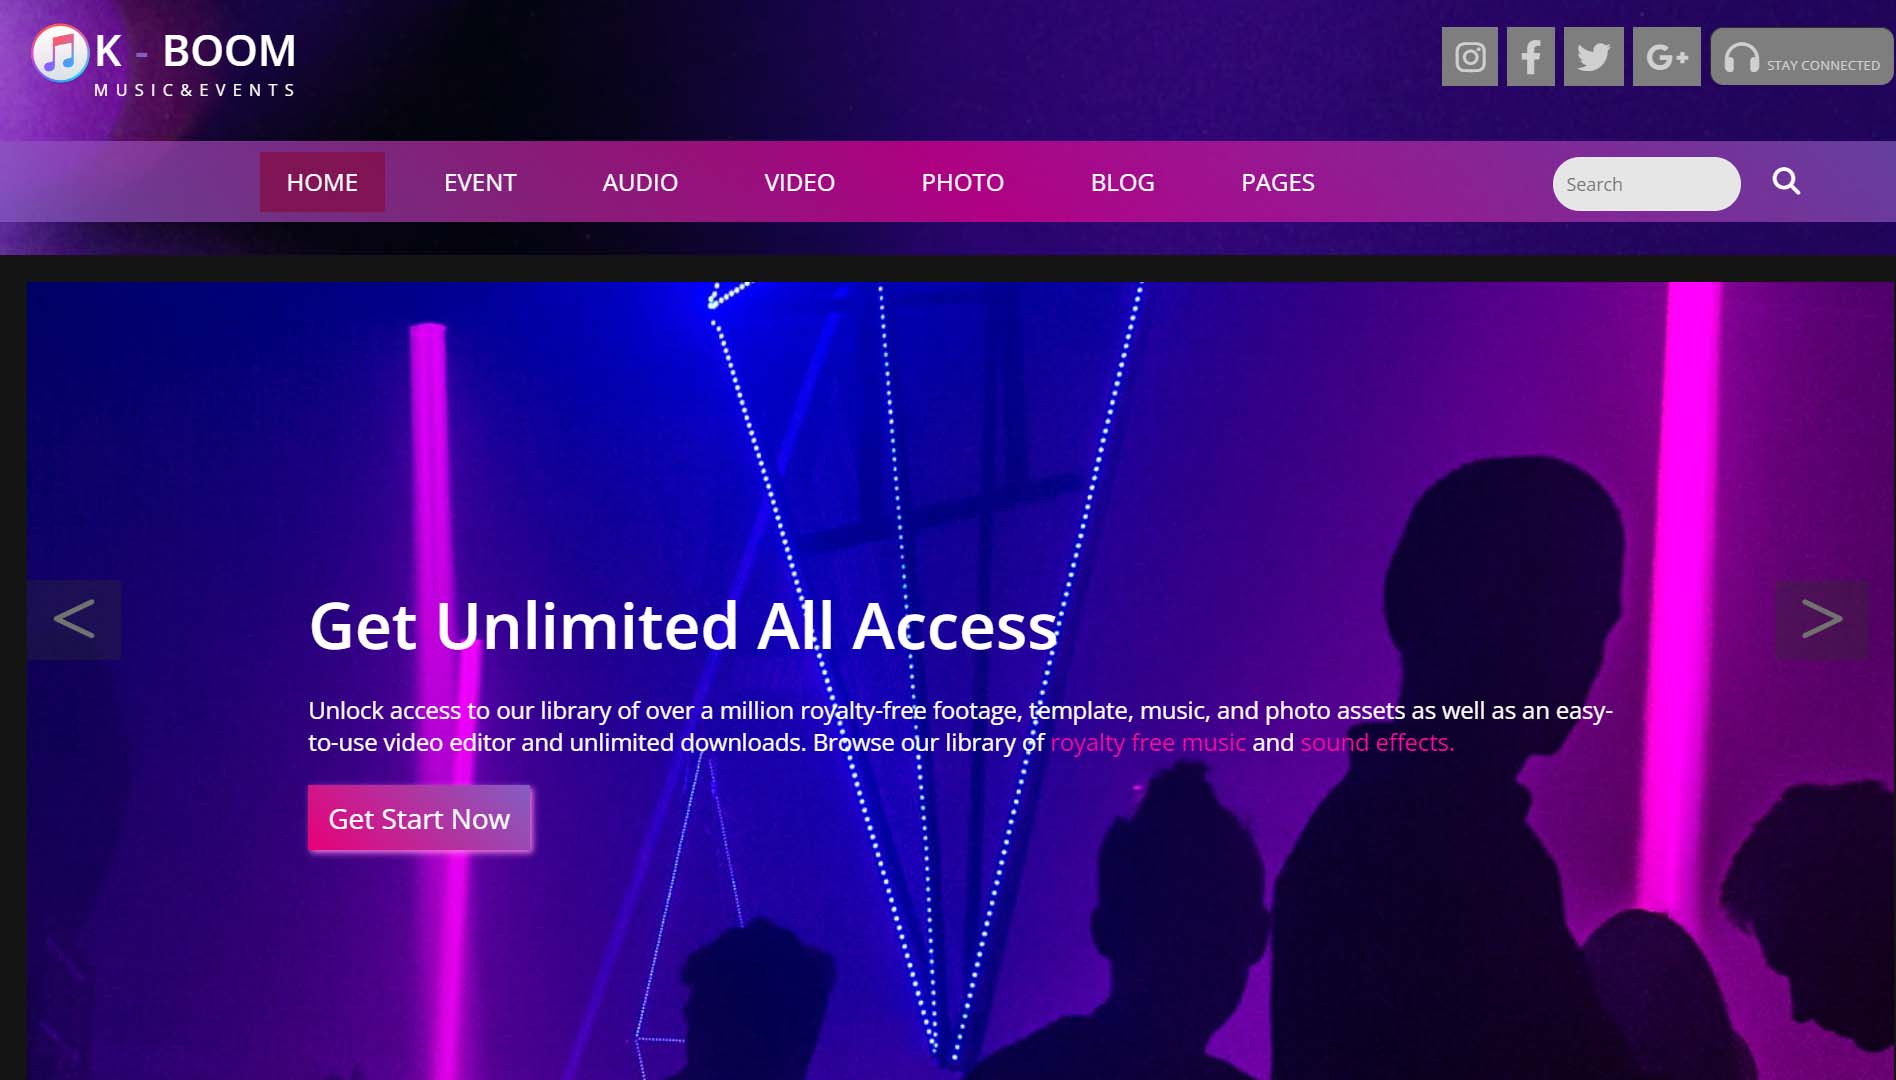 K - BOOM
MUSIC&EVENTS
STAY CONNECTED
HOME EVENT AUDIO VIDEO PHOTO BLOG PAGES
Search
Get Unlimited All Access
Unlock access to our library of over a million royalty-free footage, template, music, and photo assets as well as an easy-
to-use video editor and unlimited downloads. Browse our library of royalty free music and sound effects.
Get Start Now